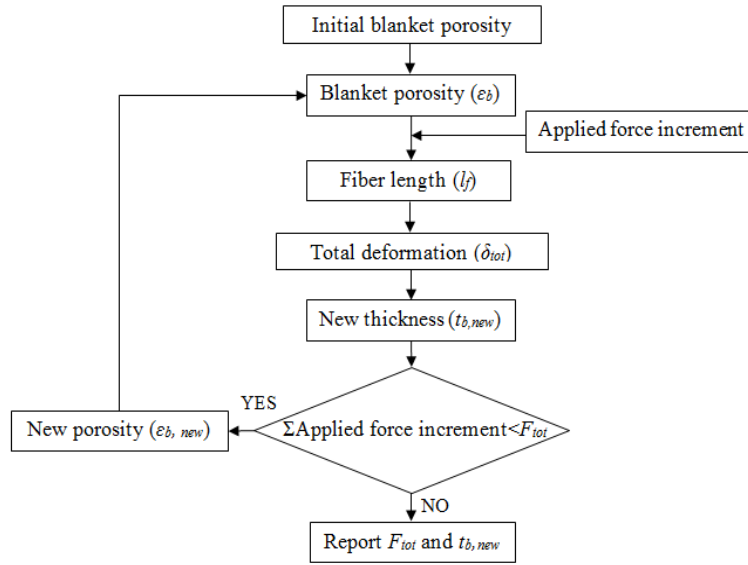 Initial blanket porosity
Blanket porosity (εb)
Applied force increment
Fiber length (lf)
Total deformation (δtot)
New thickness (tb,new)
YES
New porosity (εb, new)
ΣApplied force increment<Ftot
NO
Report Ftot and tb,new